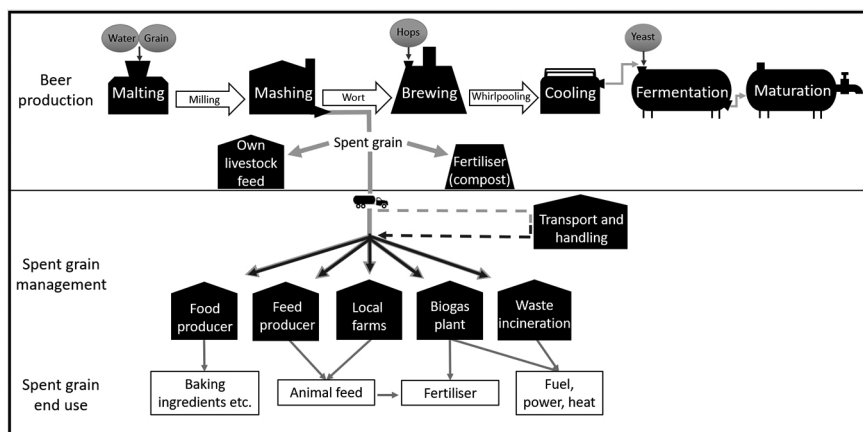 Water
Grain
Hops
Yeast
Beer
production
Malting
Milling
Mashing
Wort
Brewing
Whirlpooling
Cooling
Fermentation
Maturation
Own
livestock
feed
Spent grain
Fertiliser
(compost)
Transport and
handling
Spent grain
management
Food
producer
Feed
producer
Local
farms
Biogas
plant
Waste
incineration
Spent grain
end use
Baking
ingredients etc.
Animal feed
Fertiliser
Fuel,
power, heat